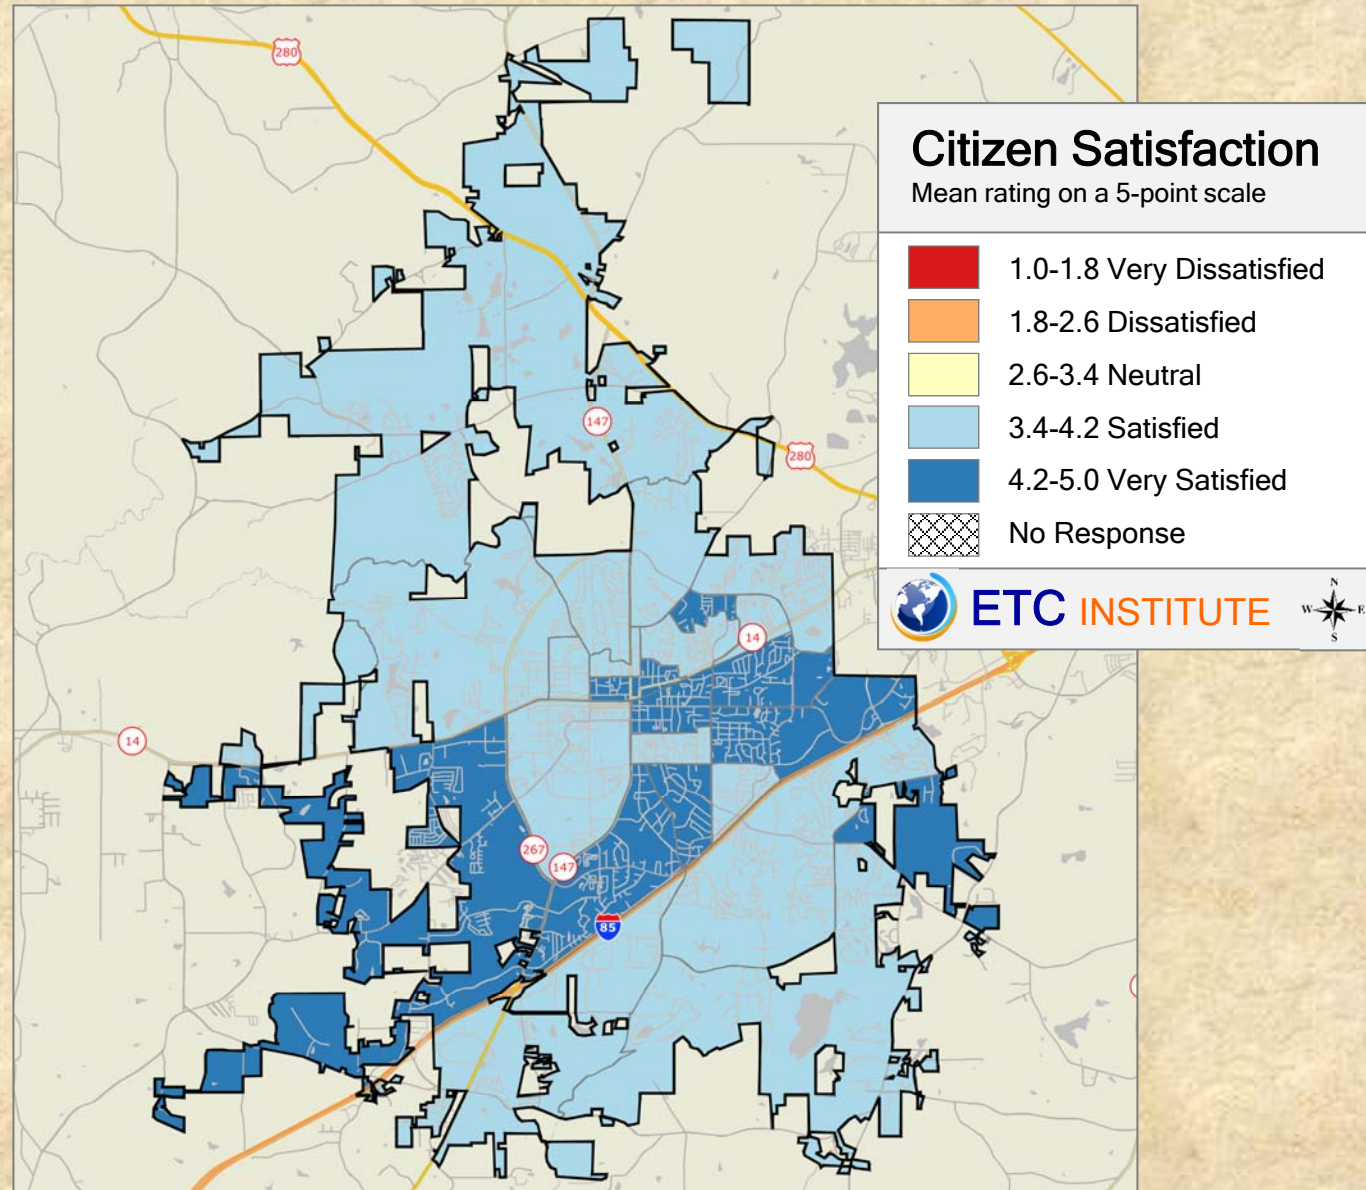 280
Citizen Satisfaction
Mean rating on a 5-point scale
1.0-1.8 Very Dissatisfied
1.8-2.6 Dissatisfied
2.6-3.4 Neutral
3.4-4.2 Satisfied
4.2-5.0 Very Satisfied
No Response
ETC INSTITUTE
N
W E
S
147
280
14
14
267
147
85